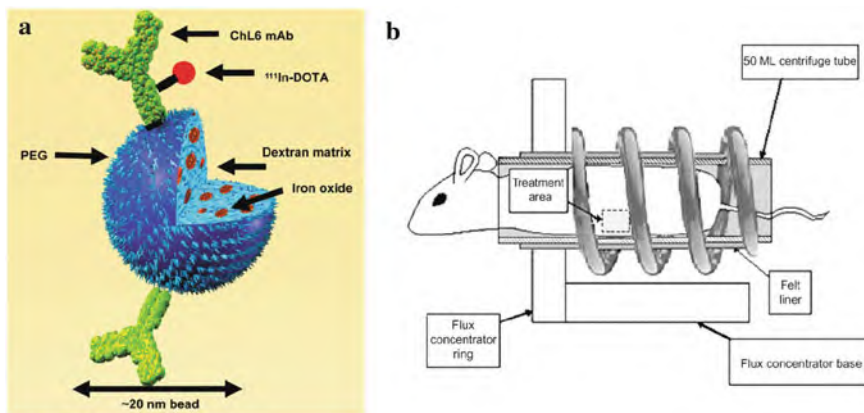 a
ChL6 mAb
¹¹¹In-DOTA
PEG
Dextran matrix
Iron oxide
~20 nm bead
b
50 ML centrifuge tube
Treatment
area
Felt
liner
Flux
concentrator
ring
Flux concentrator base